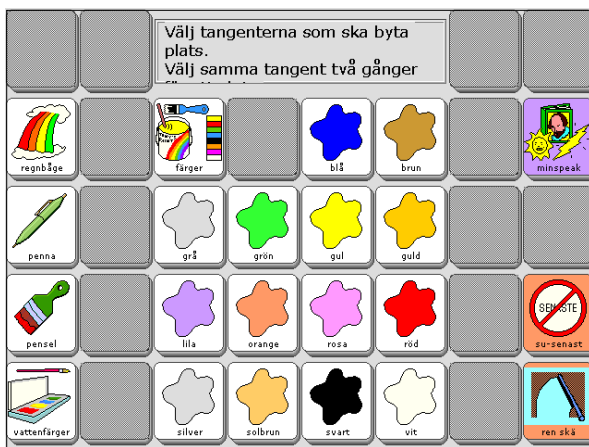 Välj tangenterna som ska byta
plats.
Välj samma tangent två gånger
regnbåge
färger
blå
brun
minspeak
penna
grå
grön
gul
guld
pensel
lila
orange
rosa
röd
SENASTE
su-senast
vattenfärger
silver
solbrun
svart
vit
ren skä